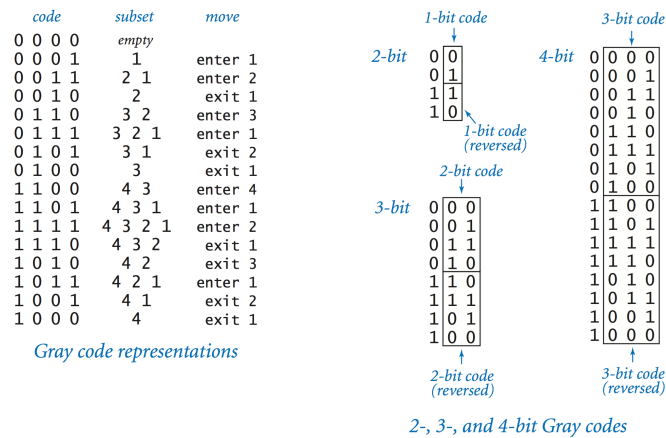 code subset move
0 0 0 0 empty
0 0 0 1 1 enter 1
0 0 1 1 2 1 enter 2
0 0 1 0 2 exit 1
0 1 1 0 3 2 enter 3
0 1 1 1 3 2 1 enter 1
0 1 0 1 3 1 exit 2
0 1 0 0 3 exit 1
1 1 0 0 4 3 enter 4
1 1 0 1 4 3 1 enter 1
1 1 1 1 4 3 2 1 enter 2
1 1 1 0 4 3 2 exit 1
1 0 1 0 4 2 exit 3
1 0 1 1 4 2 1 enter 1
1 0 0 1 4 1 exit 2
1 0 0 0 4 exit 1
Gray code representations
1-bit code
2-bit
0 0
0 1
1 1
1 0
1-bit code
(reversed)
2-bit code
3-bit
0 0 0
0 0 1
0 1 1
0 1 0
1 1 0
1 1 1
1 0 1
1 0 0
2-bit code
(reversed)
3-bit code
4-bit
0 0 0 0
0 0 0 1
0 0 1 1
0 0 1 0
0 1 1 0
0 1 1 1
0 1 0 1
0 1 0 0
1 1 0 0
1 1 0 1
1 1 1 1
1 1 1 0
1 0 1 0
1 0 1 1
1 0 0 1
1 0 0 0
3-bit code
(reversed)
2-, 3-, and 4-bit Gray codes